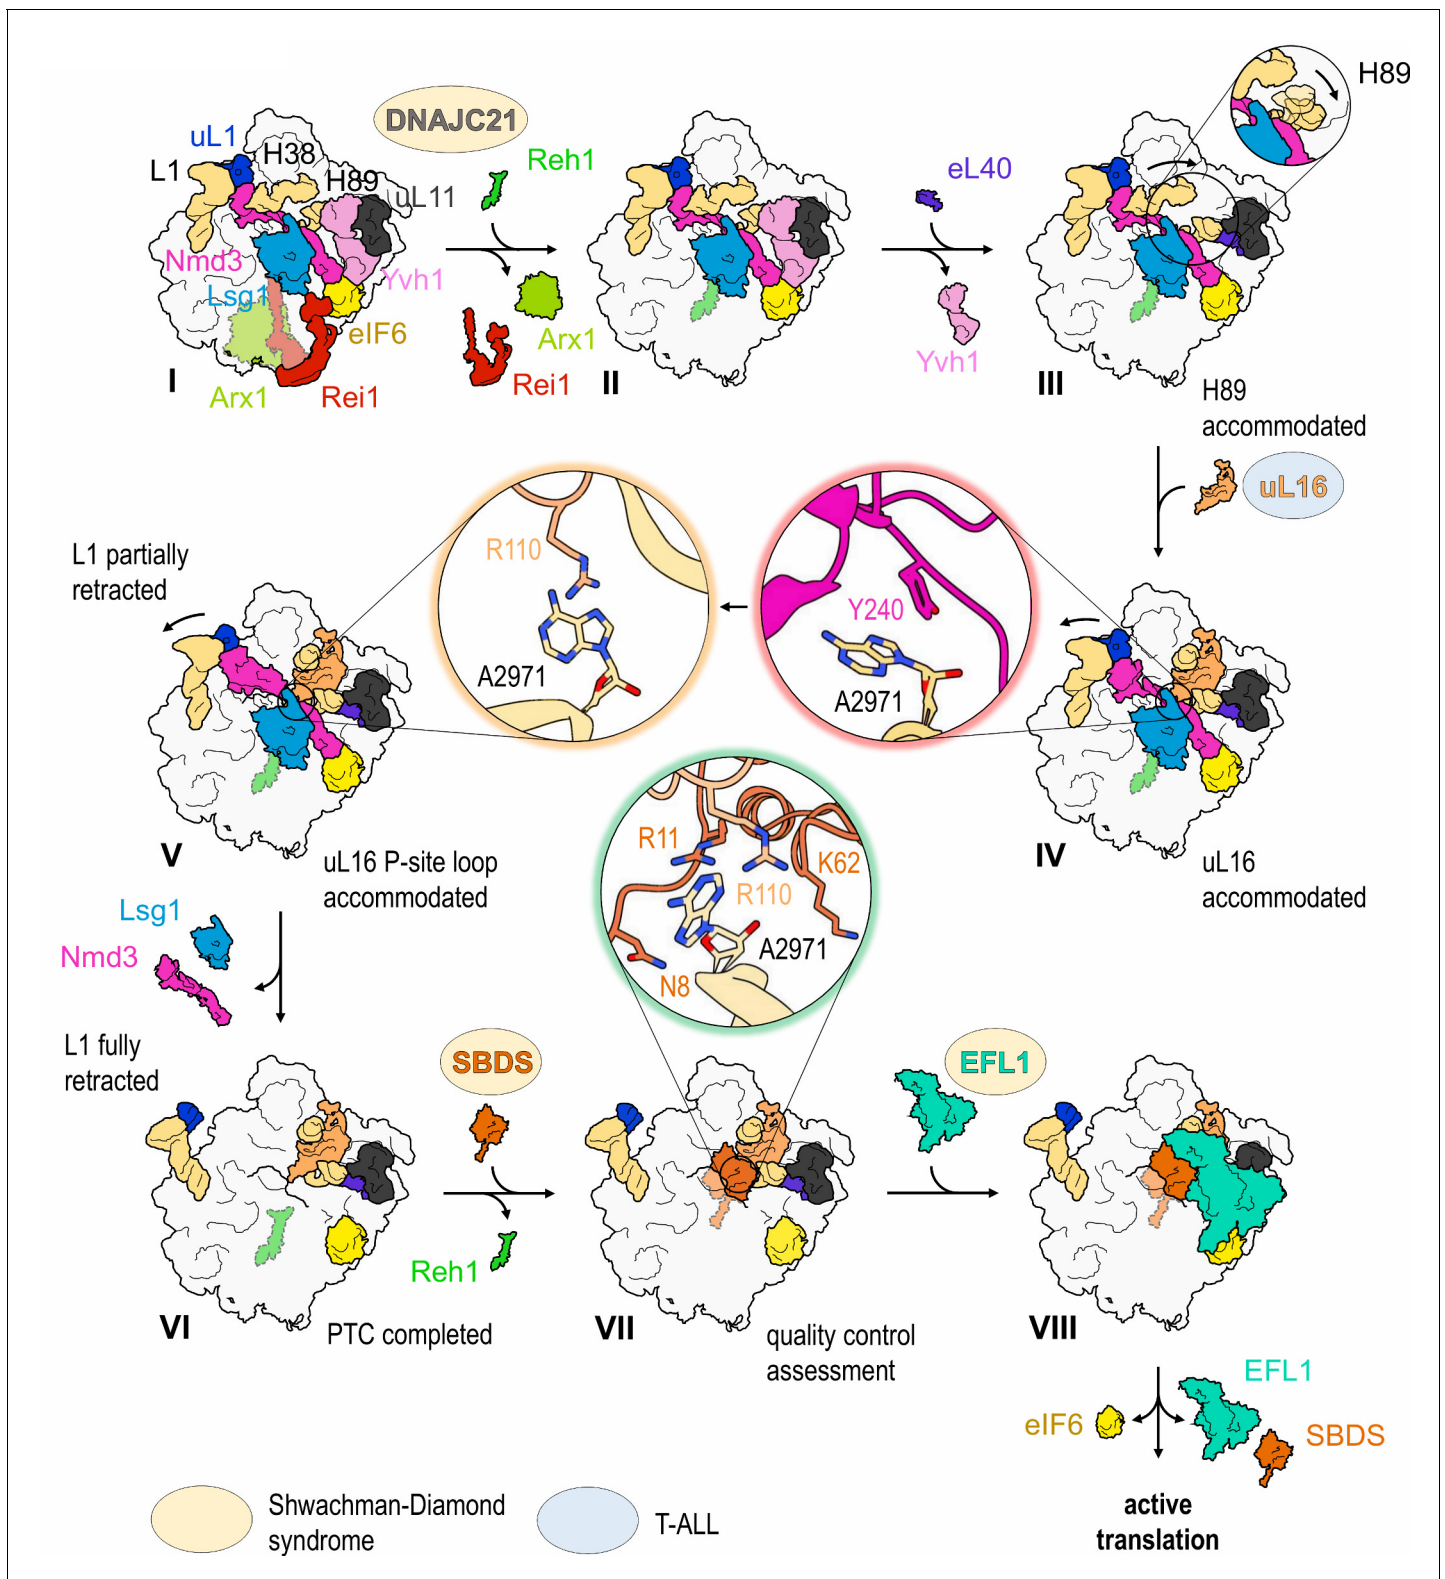 uL1
L1
H38
H89
uL11
Nmd3
Lsg1
Yvh1
eIF6
Arx1
Rei1
I
DNAJC21
Reh1
Arx1
Rei1
II
eL40
Yvh1
H89
III
H89
accommodated
uL16
L1 partially
retracted
R110
A2971
Y240
A2971
V
uL16 P-site loop
accommodated
IV
uL16
accommodated
R11
K62
R110
A2971
N8
Lsg1
Nmd3
L1 fully
retracted
SBDS
Reh1
EFL1
VI
PTC completed
VII
quality control
assessment
VIII
EFL1
eIF6
SBDS
active
translation
Shwachman-Diamond
syndrome
T-ALL